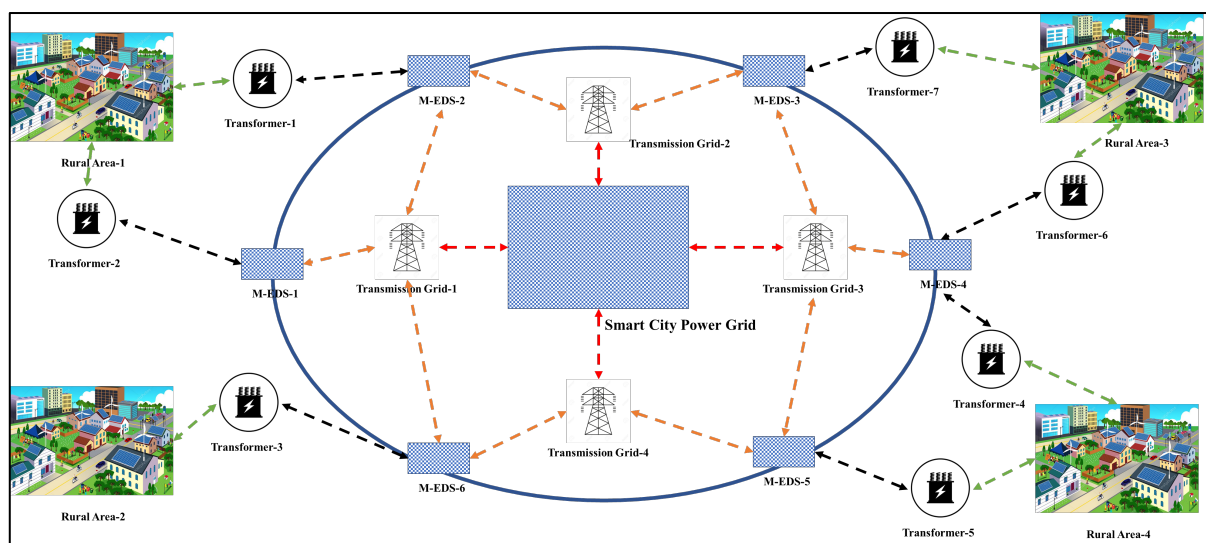 M-EDS-2
M-EDS-3
Transformer-7
Transformer-1
Transmission Grid-2
Rural Area-1
Rural Area-3
Transformer-2
Transformer-6
M-EDS-1
Transmission Grid-1
Transmission Grid-3
M-EDS-4
Smart City Power Grid
Transformer-4
Transformer-3
Transmission Grid-4
M-EDS-6
M-EDS-5
Rural Area-2
Transformer-5
Rural Area-4